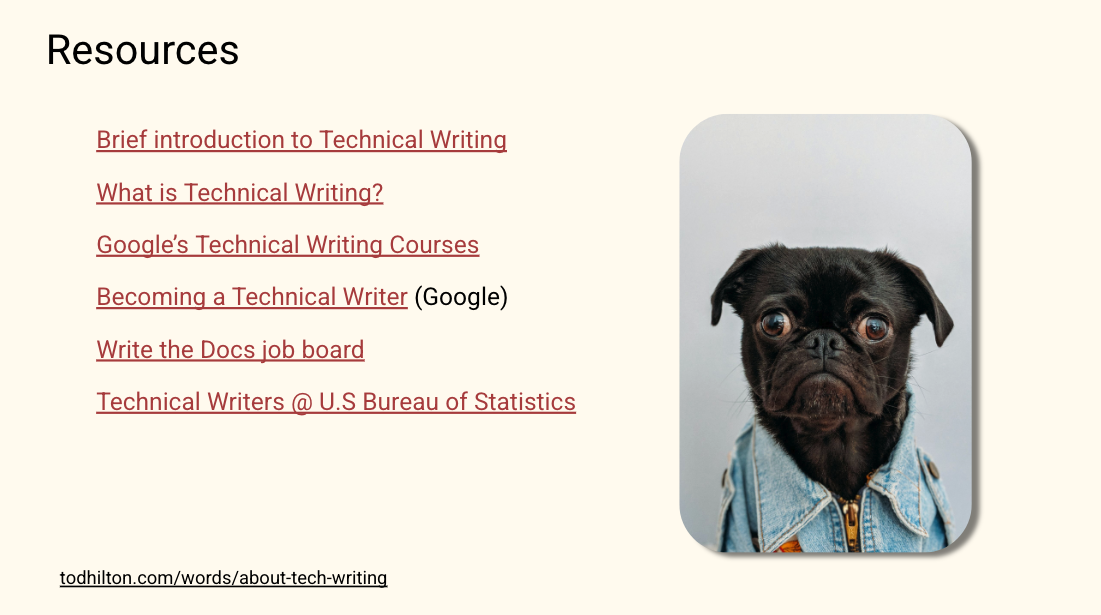 Resources
Brief introduction to Technical Writing
What is Technical Writing?
Google’s Technical Writing Courses
Becoming a Technical Writer (Google)
Write the Docs job board
Technical Writers @ U.S Bureau of Statistics
todhilton.com/words/about-tech-writing